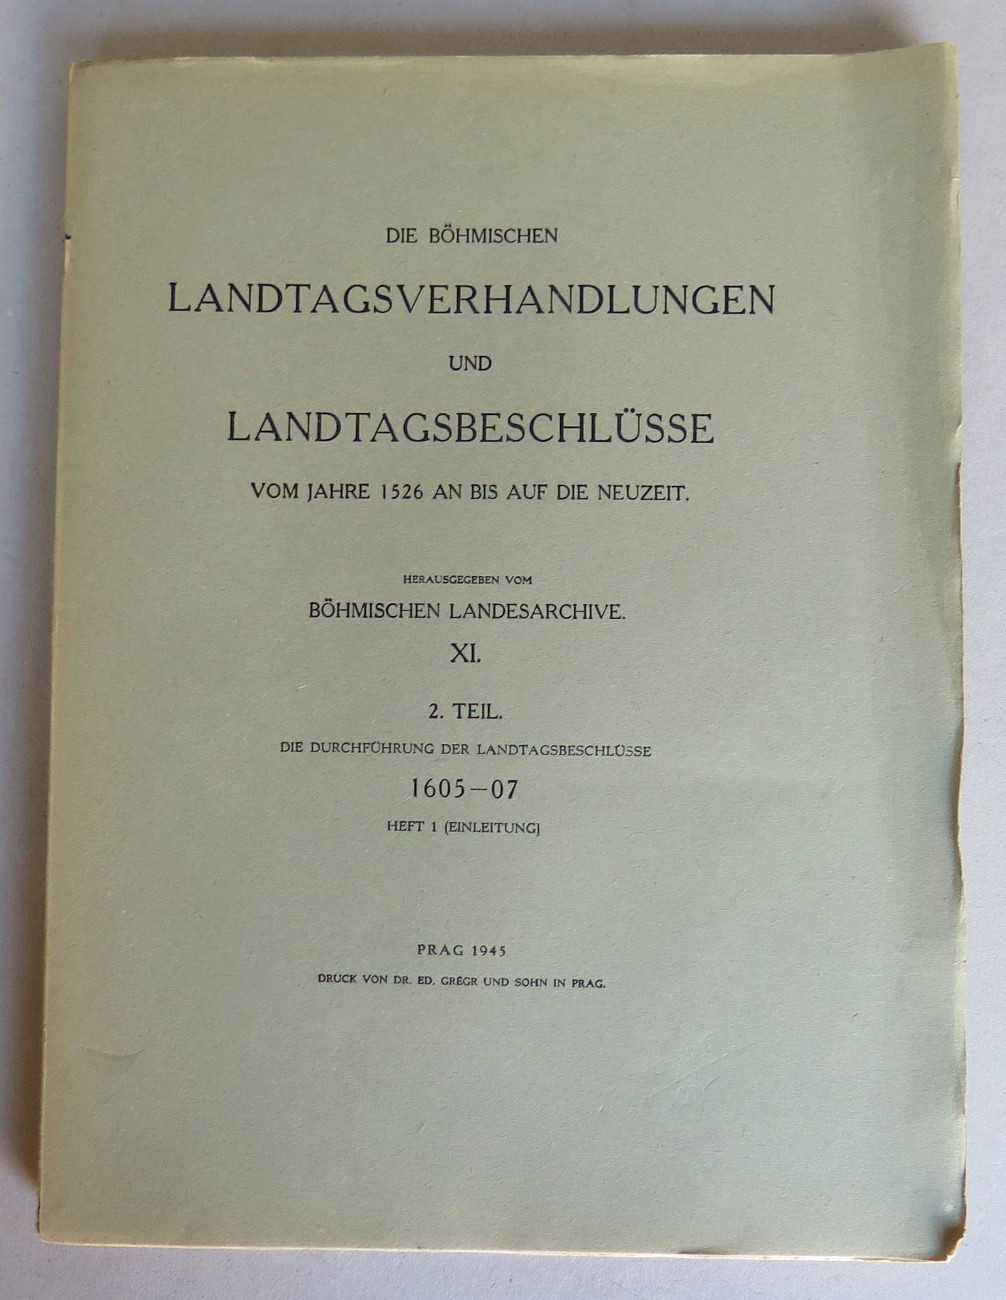 DIE BÖHMISCHEN
LANDTAGSVERHANDLUNGEN
UND
LANDTAGSBESCHLÜSSE
VOM JAHRE 1526 AN BIS AUF DIE NEUZEIT.
HERAUSGEGEBEN VOM
BÖHMISCHEN LANDESARCHIVE.
XI.
2. TEIL.
DIE DURCHFÜHRUNG DER LANDTAGSBESCHLÜSSE
1605—07
HEFT 1 (EINLEITUNG)
PRAG 1945
DRUCK VON DR. ED. GRÉGR UND SOHN IN PRAG.